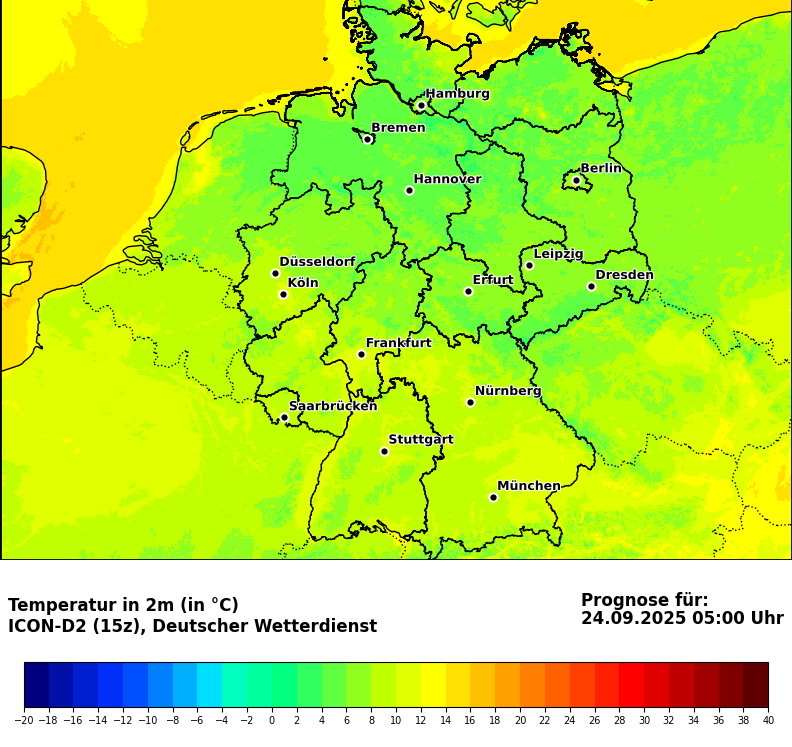 Hamburg
Bremen
Berlin
Hannover
Leipzig
Düsseldorf
Dresden
Erfurt
Köln
Frankfurt
Nürnberg
Saarbrücken
Stuttgart
München
Temperatur in 2m (in °C)
ICON-D2 (15z), Deutscher Wetterdienst
Prognose für:
24.09.2025 05:00 Uhr
−20 −18 −16 −14 −12 −10 −8 −6 −4 −2 0 2 4 6 8 10 12 14 16 18 20 22 24 26 28 30 32 34 36 38 40